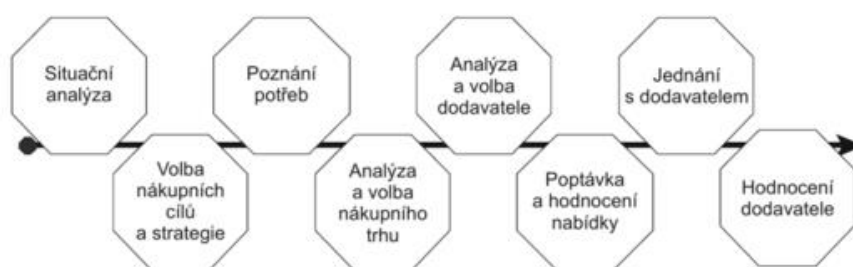 Situační
analýza
Volba
nákupních
cílů
a strategie
Poznání
potřeb
Analýza
a volba
nákupního
trhu
Analýza
a volba
dodavatele
Poptávka
a hodnocení
nabídky
Jednání
s dodavatelem
Hodnocení
dodavatele